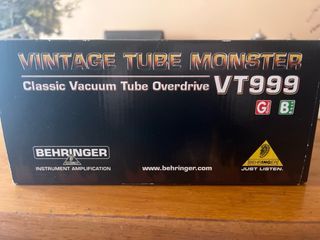 VINTAGE TUBE MONSTER
Classic Vacuum Tube Overdrive VT999
G B
BEHRINGER
INSTRUMENT AMPLIFICATION
www.behringer.com
BEHRINGER
JUST LISTEN.